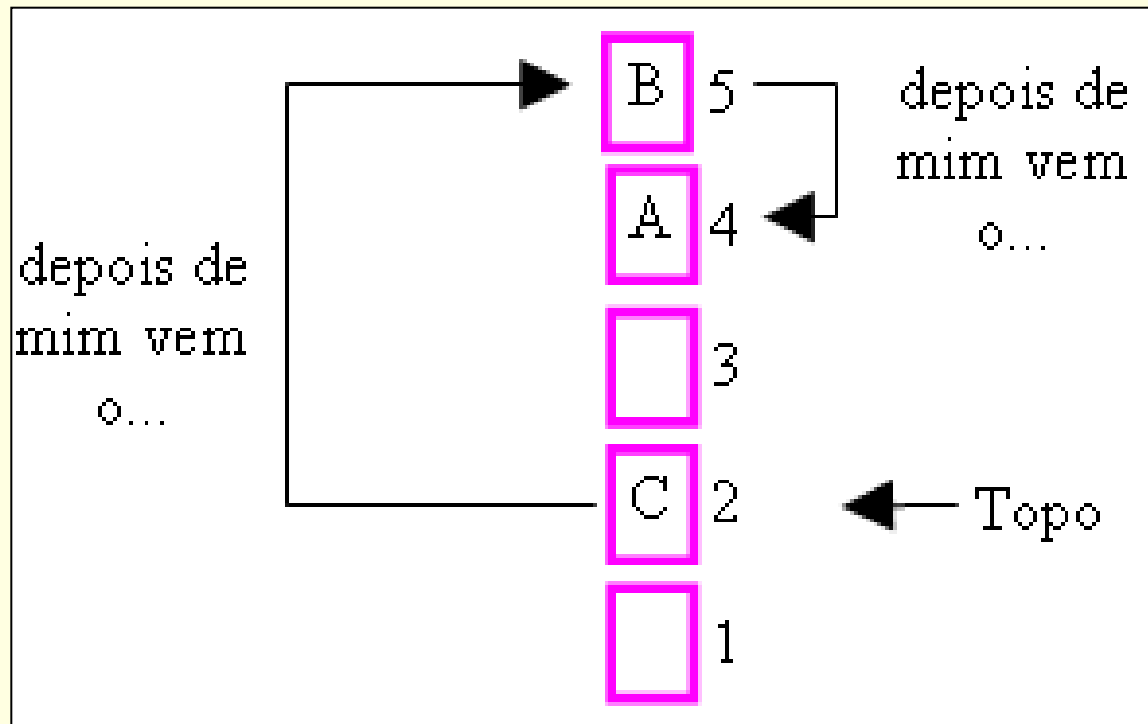 B 5
depois de
mim vem
o...
A 4
depois de
mim vem
o...
3
C 2
Topo
1